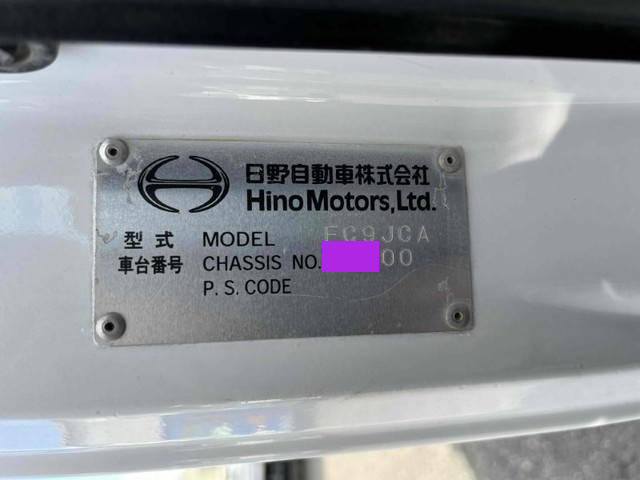 日野自動車株式会社
Hino Motors, Ltd.
型式 MODEL FC9JCA
車台番号 CHASSIS NO. 00
P. S. CODE